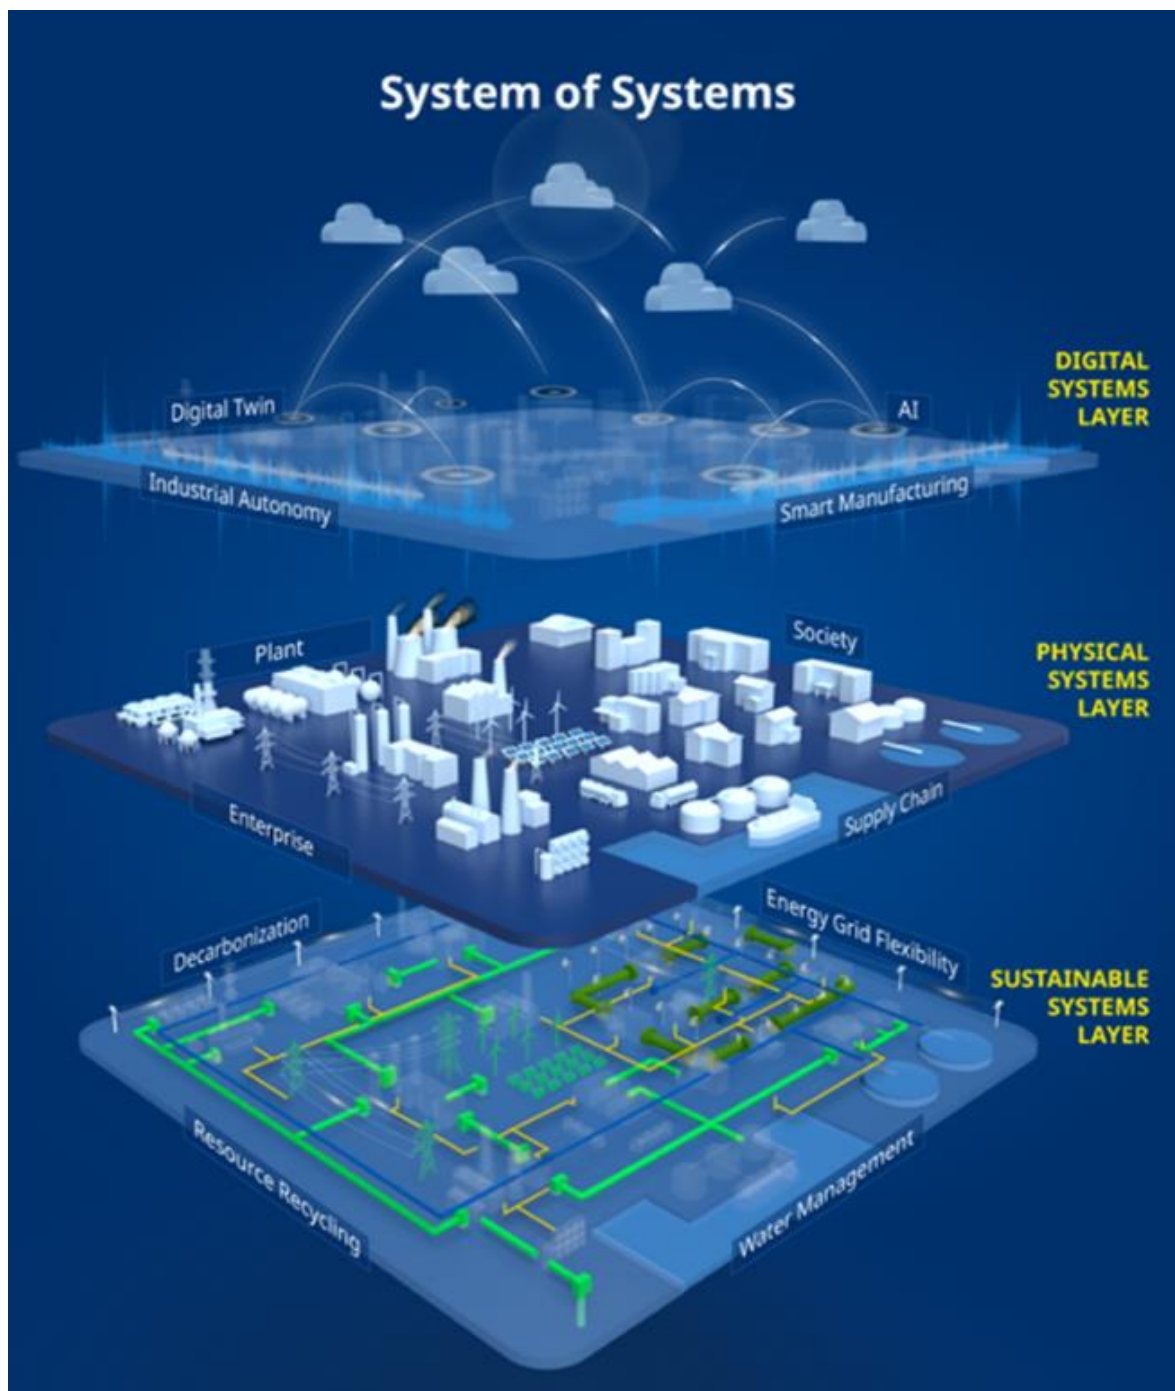 System of Systems
DIGITAL
SYSTEMS
LAYER
Digital Twin
AI
Industrial Autonomy
Smart Manufacturing
Plant
Society
PHYSICAL
SYSTEMS
LAYER
Enterprise
Supply Chain
Decarbonization
Energy Grid Flexibility
SUSTAINABLE
SYSTEMS
LAYER
Resource Recycling
Water Management